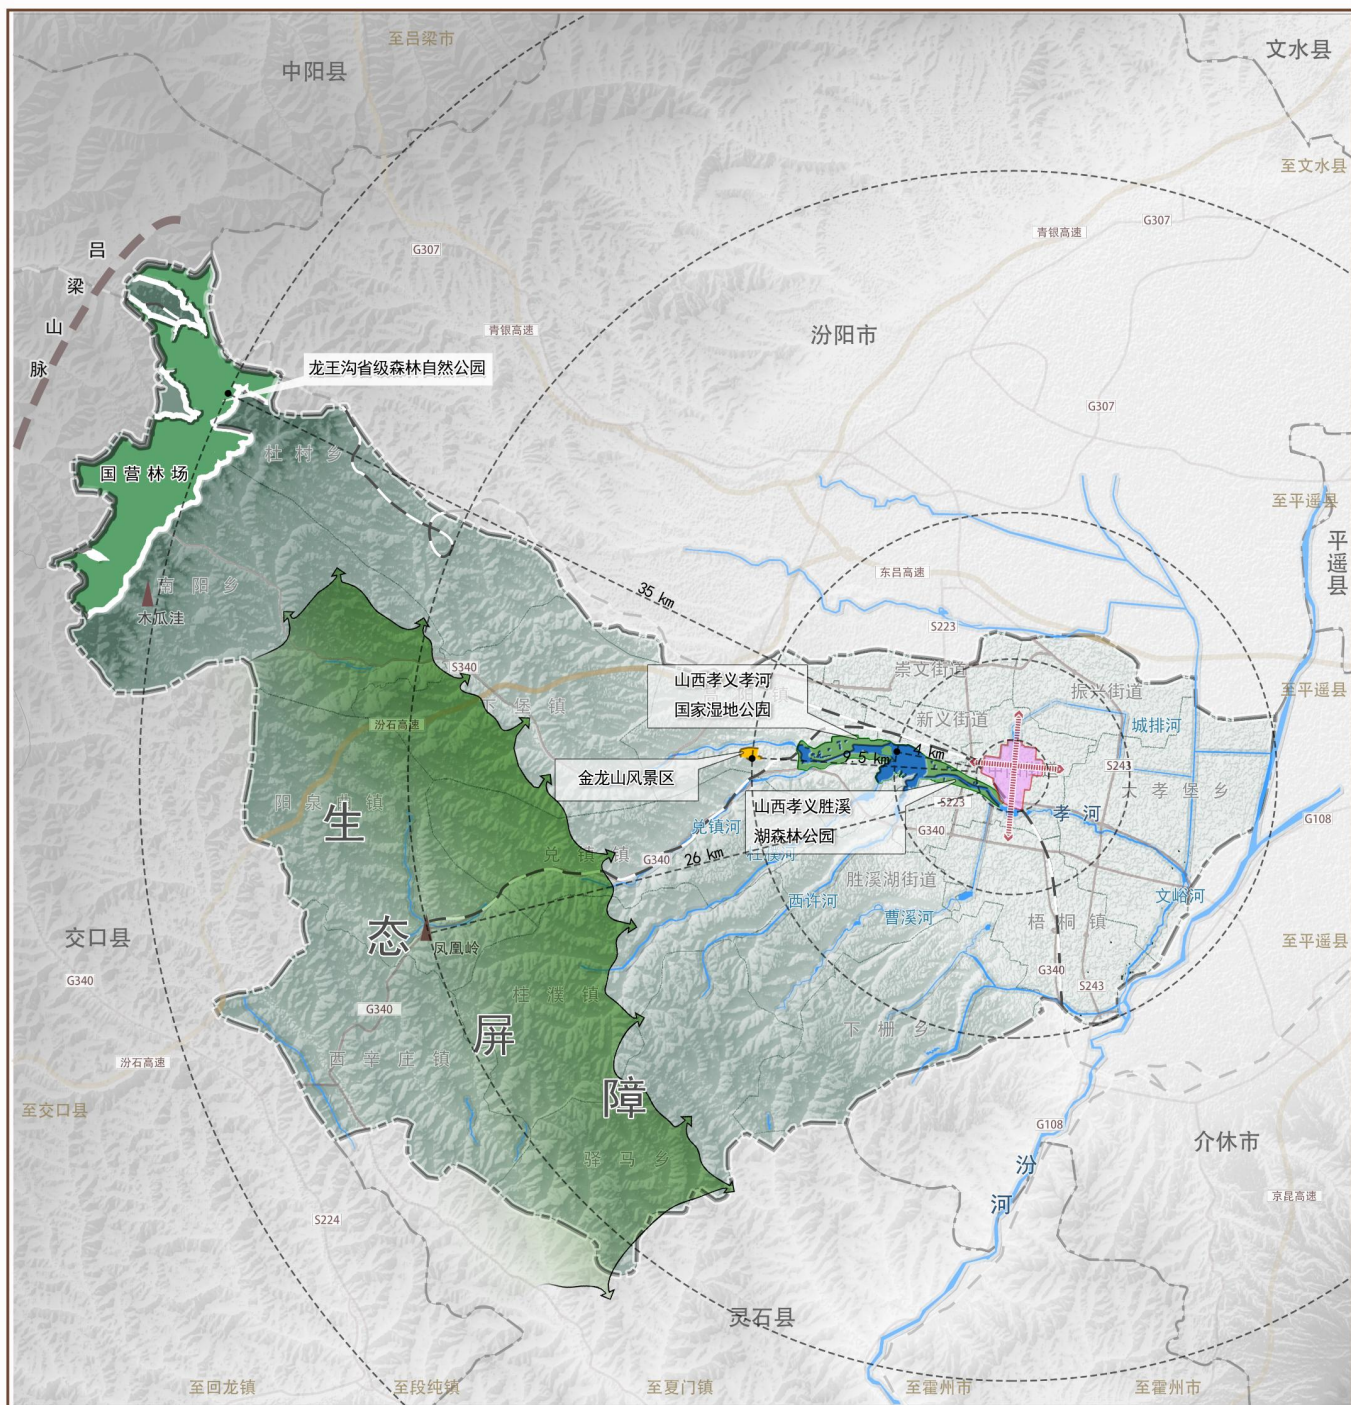 至吕梁市
中阳县
文水县
至文水县
G307
青银高速
G307
吕
梁
山
脉
青银高速
汾阳市
龙王沟省级森林自然公园
G307
杜村乡
国营林场
至平遥县
平遥县
东吕高速
南阳乡
木瓜洼
35 km
S223
S340
崇文街道
山西孝义孝河
国家湿地公园
镇
振兴街道
至平遥县
下堡镇
新义街道
城排河
汾石高速
4 km
9.5 km
S243
金龙山风景区
大孝堡乡
阳泉曲镇
山西孝义胜溪
湖森林公园
S223
孝河
生
兑镇河
G340
G108
兑镇镇
G340
26 km
柱濮河
胜溪湖街道
西许河
文峪河
曹溪河
梧桐镇
态
交口县
凤凰岭
至平遥县
G340
G340
S243
柱濮镇
G340
屏
下栅乡
西辛庄镇
汾石高速
障
至交口县
G108
介休市
驿马乡
汾
河
京昆高速
S224
灵石县
至回龙镇
至段纯镇
至夏门镇
至霍州市
至霍州市